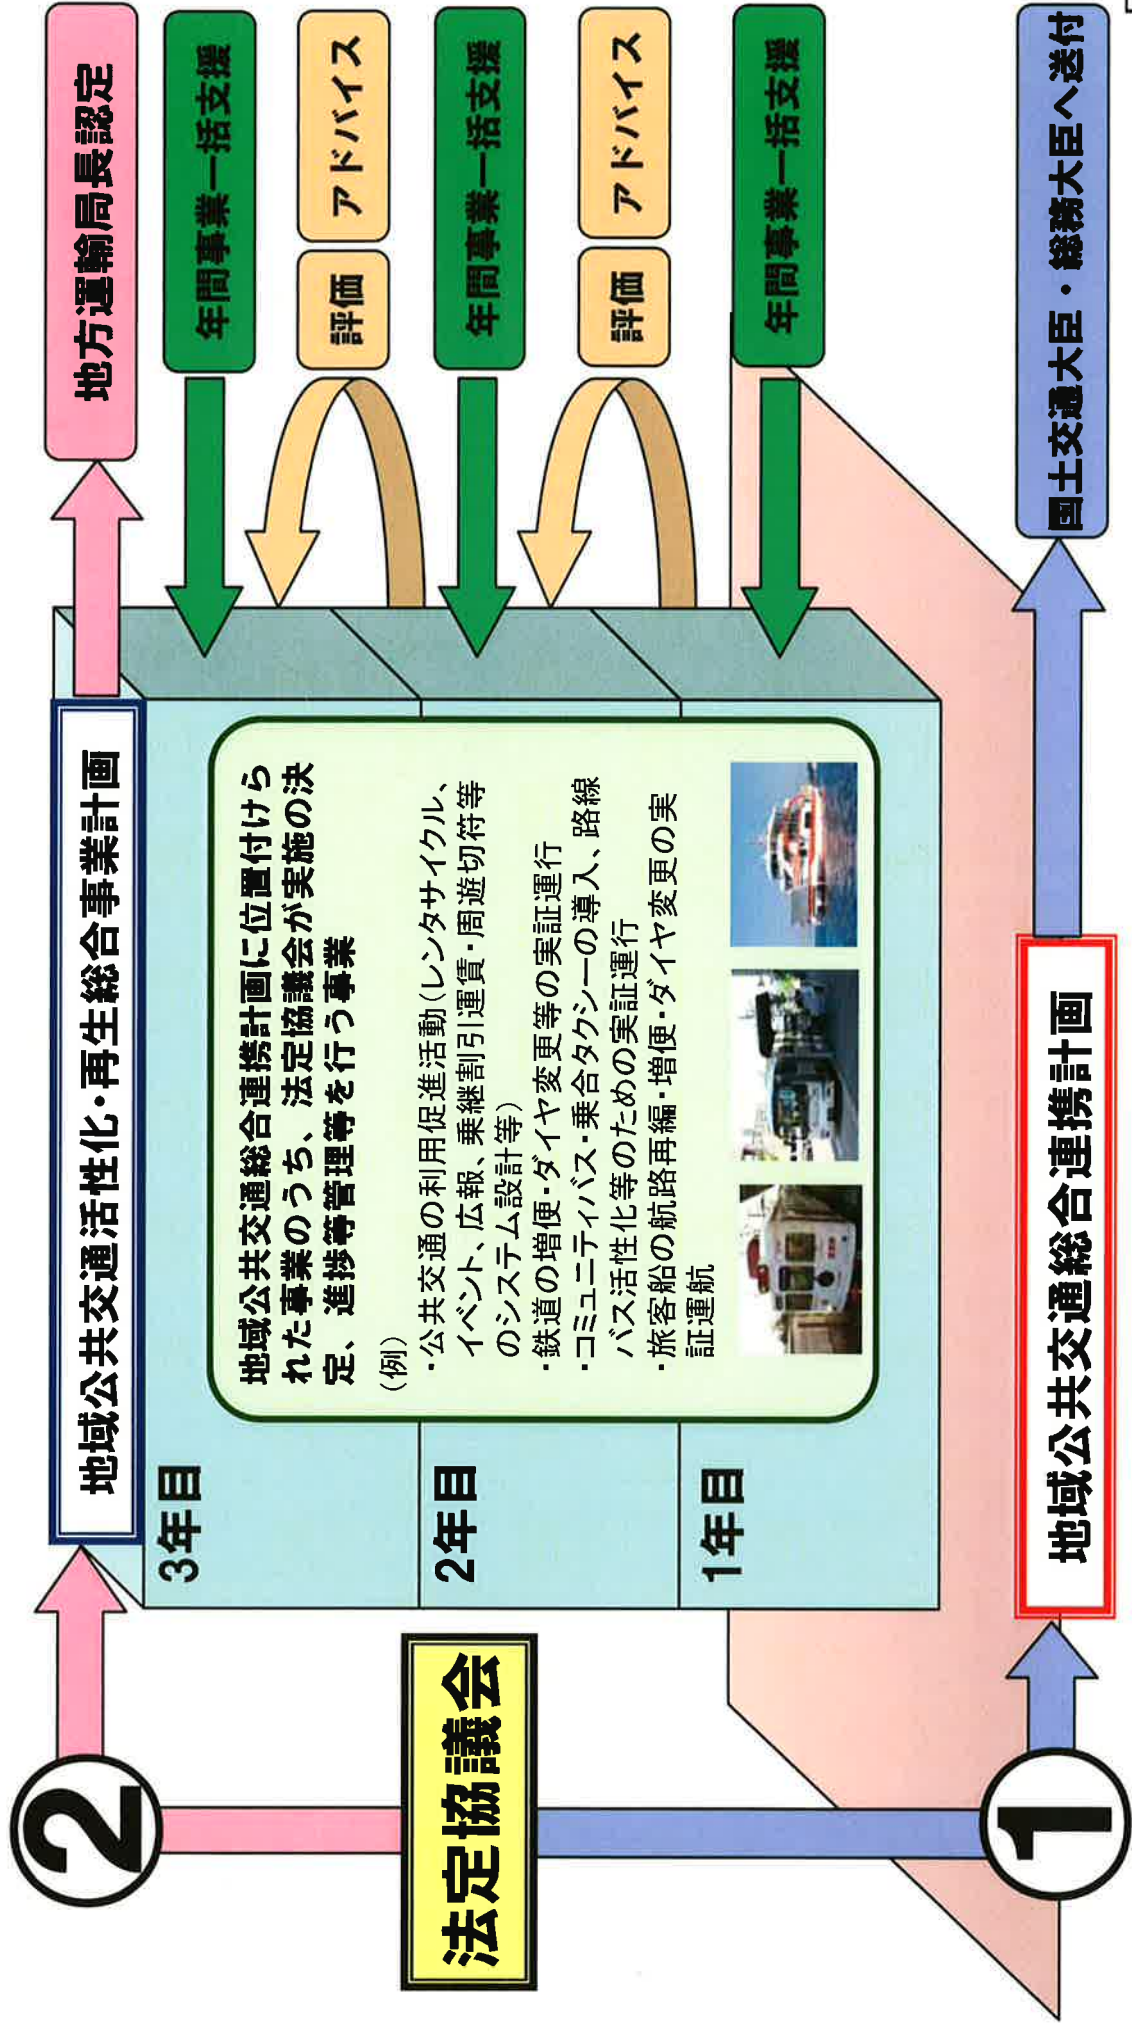 ②
地域公共交通活性化・再生総合事業計画
地方運輸局長認定
3年目
年間事業一括支援
評価
アドバイス
2年目
年間事業一括支援
評価
アドバイス
1年目
年間事業一括支援
地域公共交通総合連携計画に位置付けら
れた事業のうち、法定協議会が実施の決
定、進捗等管理等を行う事業
（例）
・公共交通の利用促進活動（レンタサイクル、
イベント、広報、乗継割引運賃・周遊切符等
のシステム設計等）
・鉄道の増便・ダイヤ変更等の実証運行
・コミュニティバス・乗合タクシーの導入、路線
バス活性化等のための実証運行
・旅客船の航路再編・増便・ダイヤ変更の実
証運航
法定協議会
①
地域公共交通総合連携計画
国土交通大臣・総務大臣へ送付